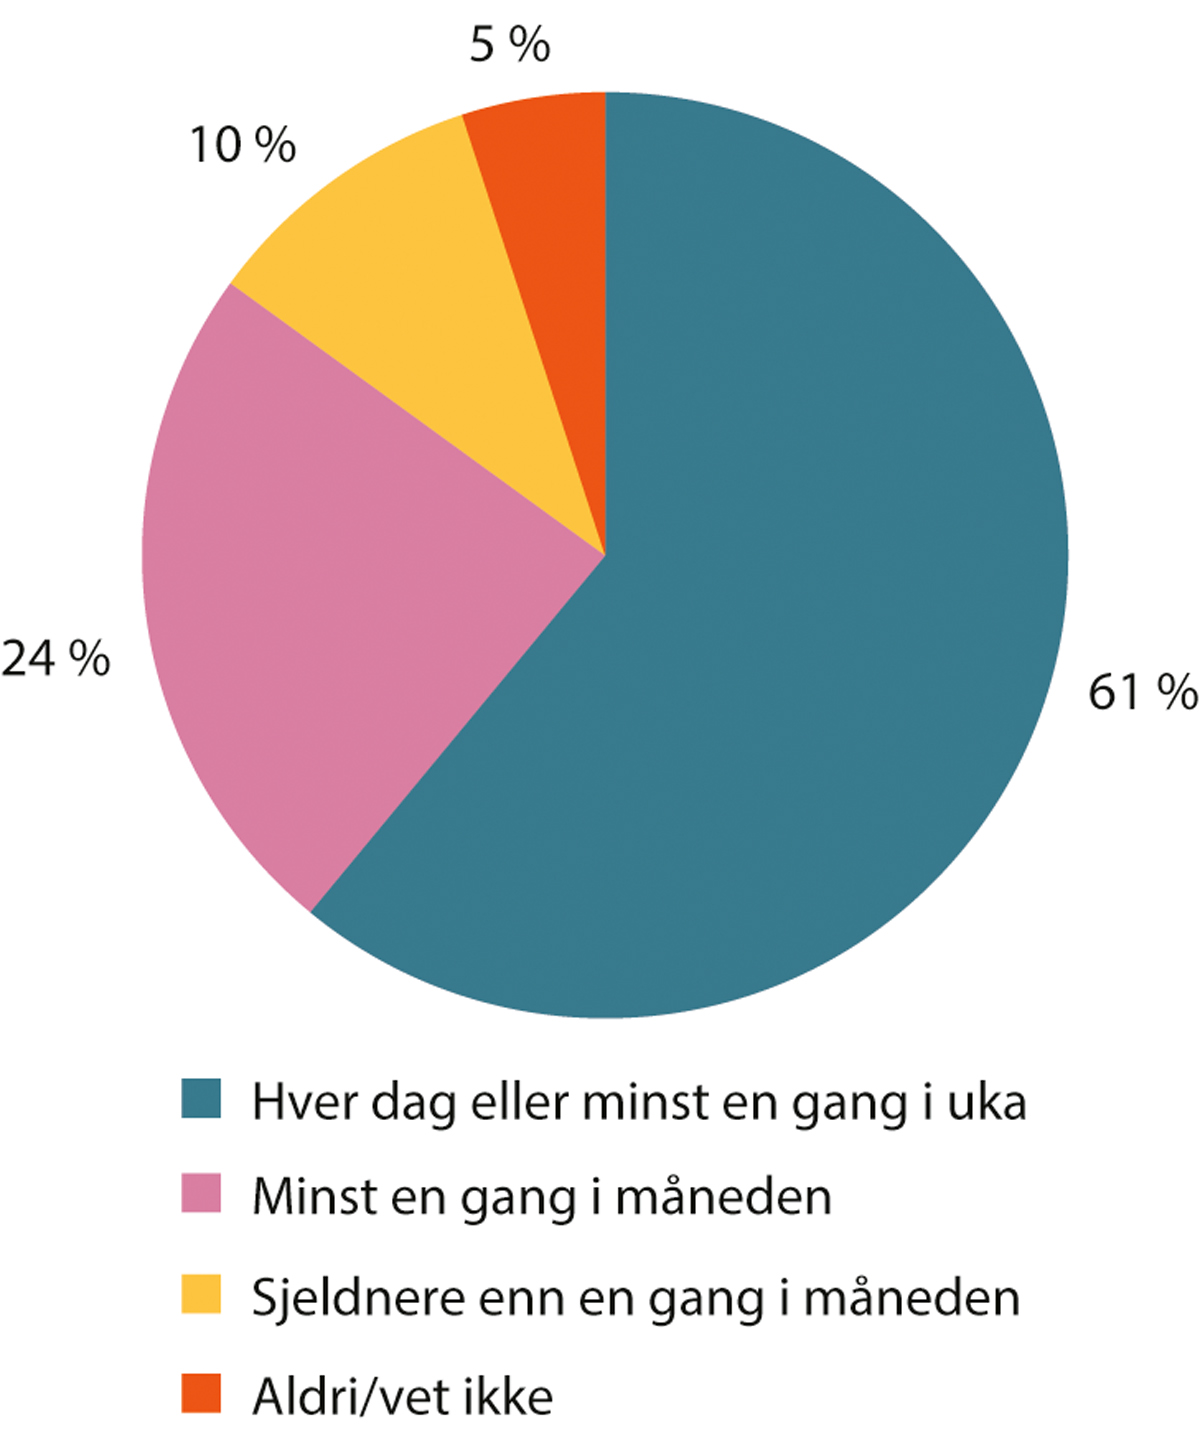 5 %
10 %
24 %
61 %
Hver dag eller minst en gang i uka
Minst en gang i måneden
Sjeldnere enn en gang i måneden
Aldri/vet ikke